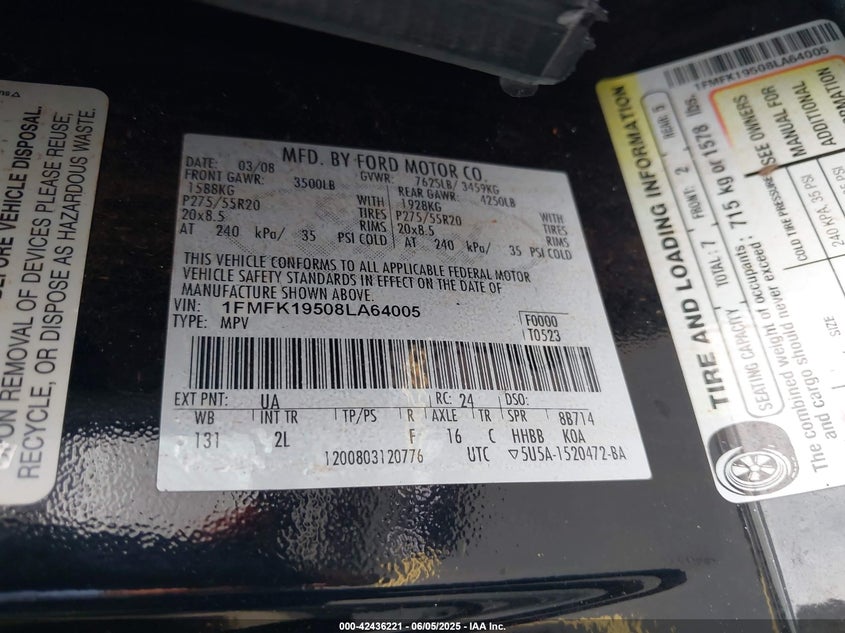 BEFORE VEHICLE DISPOSAL.
ON REMOVAL OF DEVICES PLEASE REUSE,
RECYCLE, OR DISPOSE AS HAZARDOUS WASTE.
MFD. BY FORD MOTOR CO.
DATE: 03/08 GVWR: 7625LB/ 3459KG
FRONT GAWR: 3500LB REAR GAWR: 4250LB
1588KG WITH 1928KG WITH
P275/55R20 TIRES P275/55R20 TIRES
20x8.5 RIMS 20x8.5 RIMS
AT 240 kPa/ 35 PSI COLD AT 240 kPa/ 35 PSI COLD
THIS VEHICLE CONFORMS TO ALL APPLICABLE FEDERAL MOTOR
VEHICLE SAFETY STANDARDS IN EFFECT ON THE DATE OF
MANUFACTURE SHOWN ABOVE.
VIN: 1FMFK19508LA64005
TYPE: MPV
F0000
T0523
EXT PNT: UA RC: 24 DSO:
WB INT TR TP/PS R AXLE TR SPR 8B714
131 2L F 16 C HHBB KOA
1200803120776 UTC ▽5U5A-1520472-BA
1FMFK19508LA64005
TIRE AND LOADING INFORMATION
SEATING CAPACITY TOTAL: 7 FRONT: 2 REAR: 5
The combined weight of occupants
and cargo should never exceed: 715 kg or 1578 lbs.
SIZE
COLD TIRE PRESSURE
240 KPA, 35 PSI
SEE OWNERS
MANUAL FOR
ADDITIONAL
000-42436221 - 06/05/2025 - IAA Inc.